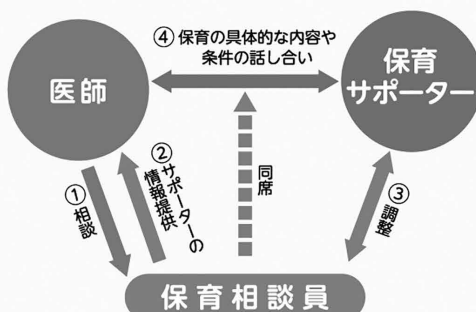 ④ 保育の具体的な内容や
条件の話し合い
医師
保育
サポーター
① 相談
② サポーターの
情報提供
同席
③ 調整
保育相談員